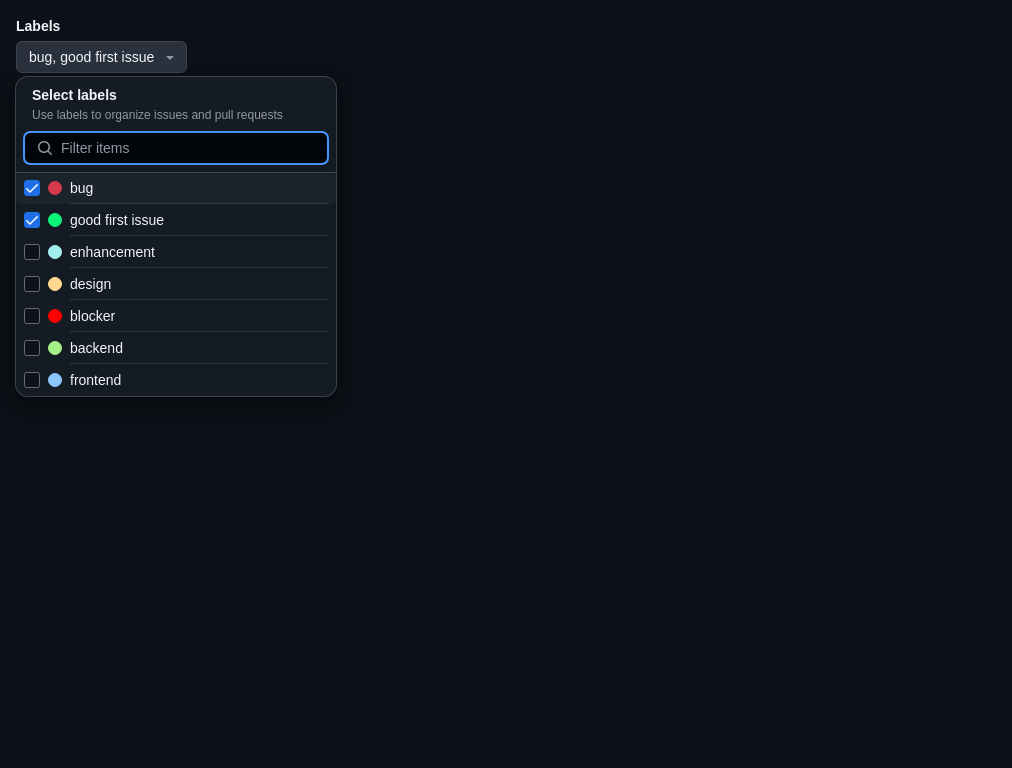 Labels
bug, good first issue
Select labels
Use labels to organize issues and pull requests
Filter items
bug
good first issue
enhancement
design
blocker
backend
frontend